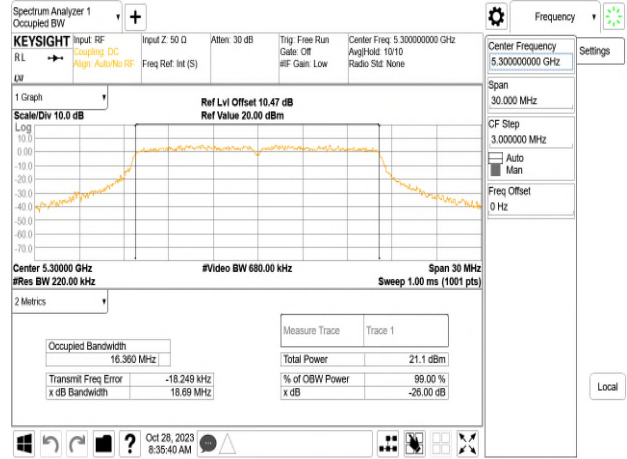 Spectrum Analyzer 1
Occupied BW
Frequency
KEYSIGHT
Input: RF
Input Z: 50 Ω
Atten: 30 dB
Trig: Free Run
Center Freq: 5.300000000 GHz
RL
Coupling: DC
Gate: Off
Avg|Hold: 10/10
Align: Auto/No RF
Freq Ref: Int (S)
#IF Gain: Low
Radio Std: None
Center Frequency
5.300000000 GHz
Settings
Span
30.000 MHz
CF Step
3.000000 MHz
Auto
Man
Freq Offset
0 Hz
Local
1 Graph
Ref Lvl Offset 10.47 dB
Scale/Div 10.0 dB
Ref Value 20.00 dBm
Log
10.0
0.00
-10.0
-20.0
-30.0
-40.0
-50.0
-60.0
-70.0
Center 5.30000 GHz
#Video BW 680.00 kHz
Span 30 MHz
#Res BW 220.00 kHz
Sweep 1.00 ms (1001 pts)
2 Metrics
Measure Trace
Trace 1
Occupied Bandwidth
16.360 MHz
Total Power
21.1 dBm
Transmit Freq Error
-18.249 kHz
% of OBW Power
99.00 %
x dB Bandwidth
18.69 MHz
x dB
-26.00 dB
?
Oct 28, 2023
8:35:40 AM